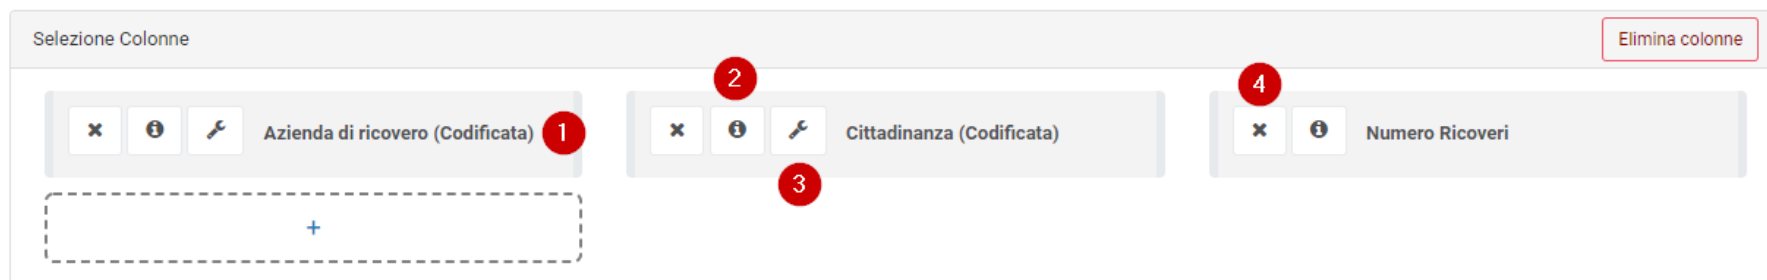 Selezione Colonne
Elimina colonne
2
4
Azienda di ricovero (Codificata)
1
Cittadinanza (Codificata)
Numero Ricoveri
3
+